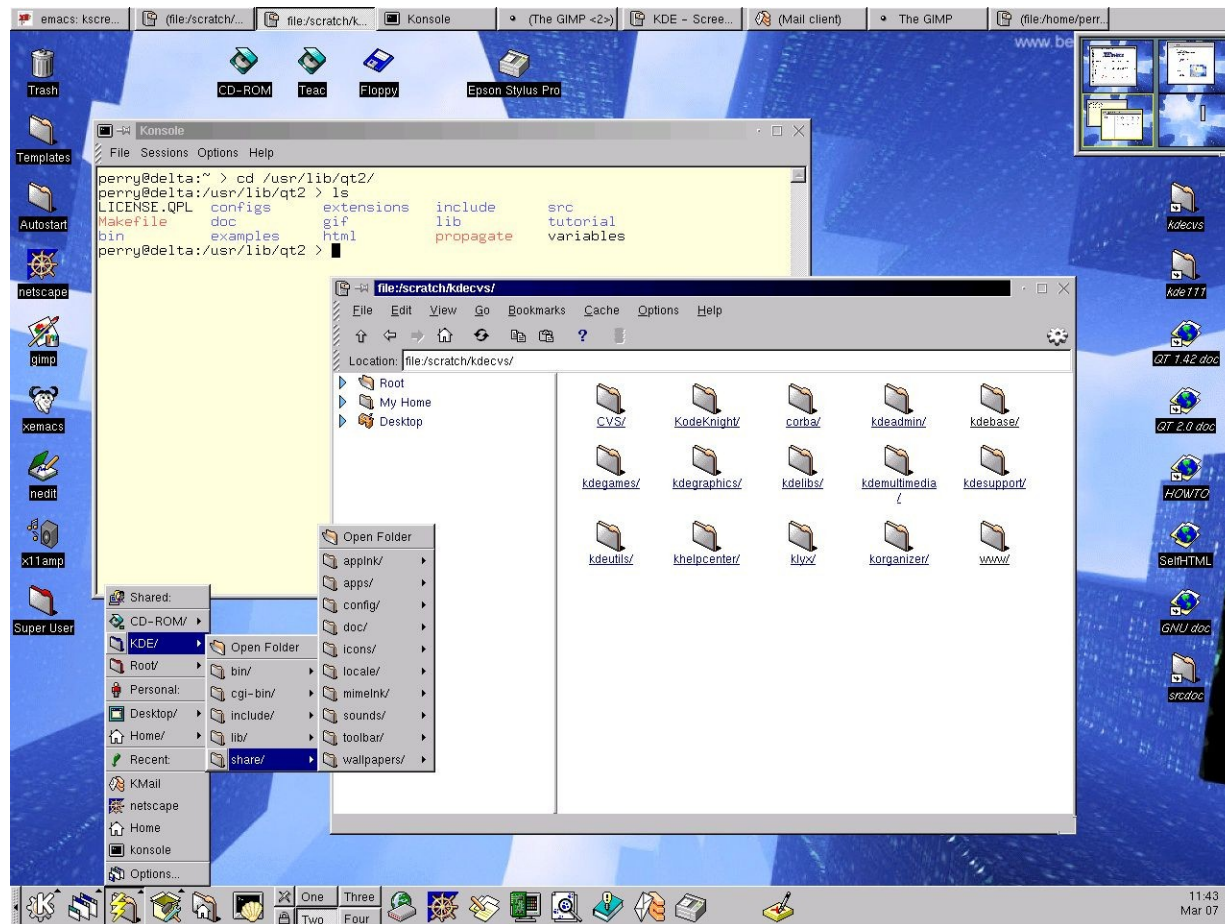 emacs: kscre...
(file:/scratch/...
file:/scratch/k...
Konsole
(The GIMP <2>)
KDE - Scree...
(Mail client)
The GIMP
(file:/home/perr...
www.be
Trash
CD-ROM
Teac
Floppy
Epson Stylus Pro
Templates
Autostart
netscape
gimp
xemacs
nedit
x11amp
Super User
Konsole
File Sessions Options Help
perry@delta:~ > cd /usr/lib/qt2/
perry@delta:/usr/lib/qt2 > ls
LICENSE.QPL configs extensions include src
Makefile doc gif lib tutorial
bin examples html propagate variables
perry@delta:/usr/lib/qt2 >
file:/scratch/kdecvs/
File Edit View Go Bookmarks Cache Options Help
?
Location: file:/scratch/kdecvs/
Root
My Home
Desktop
CVS/ KodeKnight/ corba/ kdeadmin/ kdebase/
kdegames/ kdegraphics/ kdelibs/ kdemultimedia
/ kdesupport/
kdeutils/ khelpcenter/ klyx/ korganizer/ www/
kdecvs
kde111
QT 1.42 doc
QT 2.0 doc
HOWTO
SelfHTML
GNU doc
srcdoc
Shared:
CD-ROM/
KDE/
Root/
Personal:
Desktop/
Home/
Recent:
KMail
netscape
Home
konsole
Options...
Open Folder
bin/
cgi-bin/
include/
lib/
share/
Open Folder
applnk/
apps/
config/
doc/
icons/
locale/
mimelnk/
sounds/
toolbar/
wallpapers/
One Three
Two Four
11:43
Mar 07